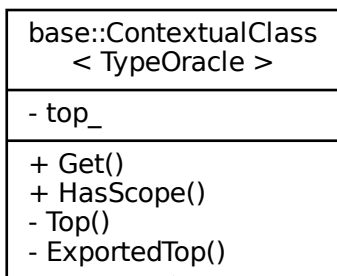 base::ContextualClass
< TypeOracle >
- top_
+ Get()
+ HasScope()
- Top()
- ExportedTop()